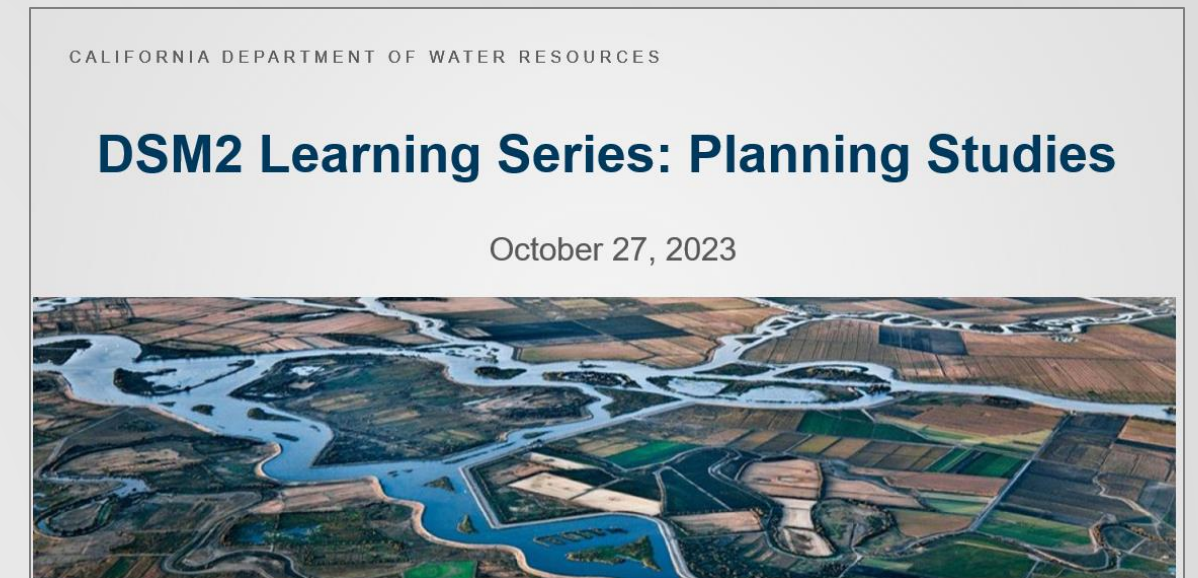 CALIFORNIA DEPARTMENT OF WATER RESOURCES
DSM2 Learning Series: Planning Studies
October 27, 2023